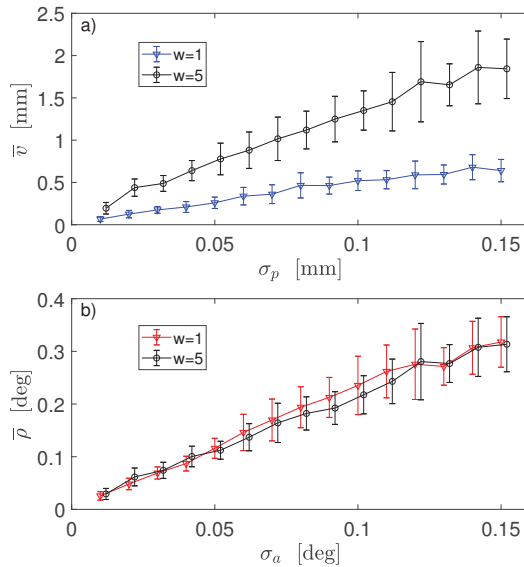 a)
w=1
w=5
2.5
2
1.5
1
0.5
0
v̅ [mm]
0
0.05
0.1
0.15
σ_p [mm]
b)
w=1
w=5
0.4
0.3
0.2
0.1
0
ρ̅ [deg]
0
0.05
0.1
0.15
σ_a [deg]